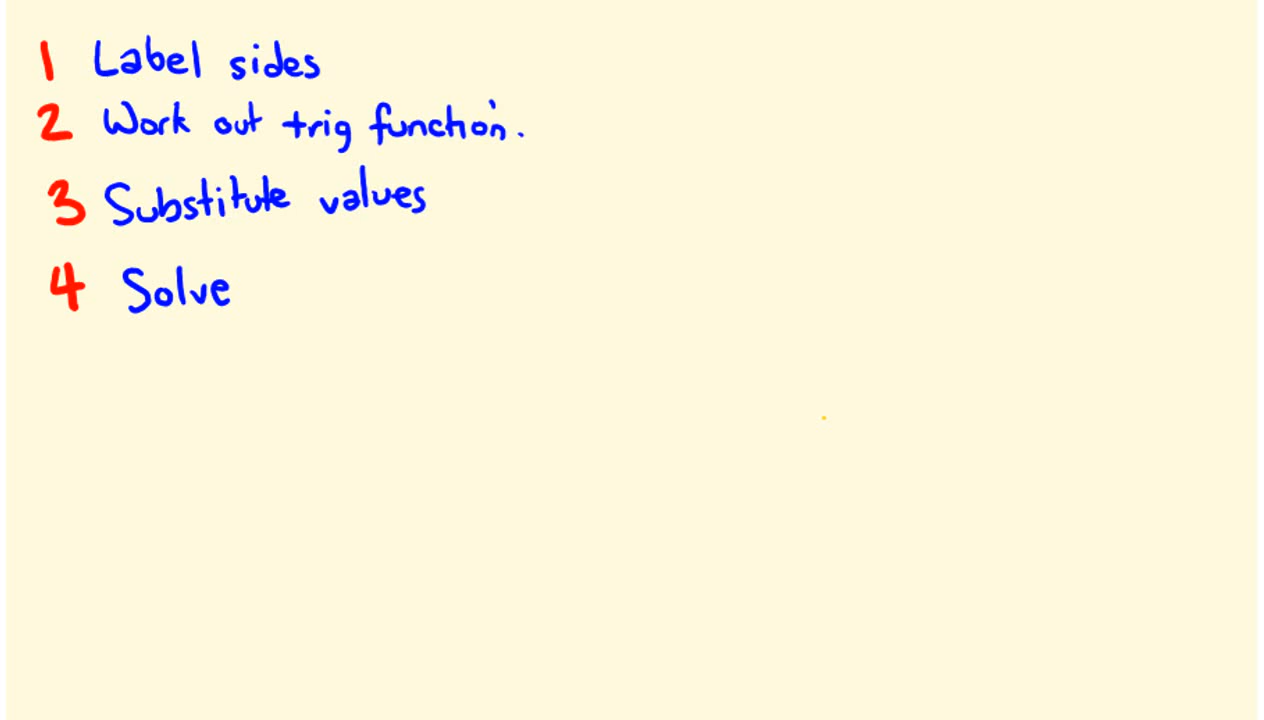 1 Label sides
2 Work out trig function.
3 Substitute values
4 Solve